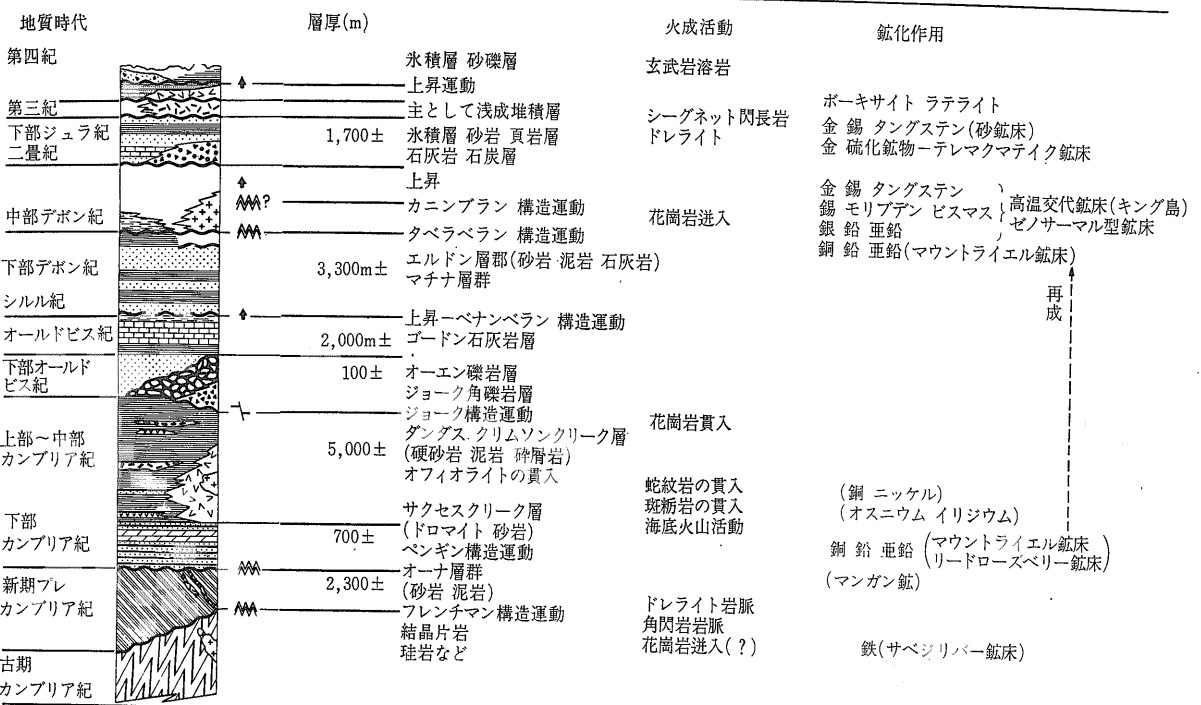 地質時代 層厚(m) 火成活動 鉱化作用
第四紀 氷積層 砂礫層 玄武岩溶岩
上昇運動
第三紀 主として浅成堆積層 ボーキサイト ラテライト
シーグネット閃長岩
下部ジュラ紀 1,700± 氷積層 砂岩 頁岩層 ドレライト 金 錫 タングステン(砂鉱床)
二畳紀 石灰岩 石炭層 金 硫化鉱物ーテレマクマテイク鉱床
上昇
?カニンブラン 構造運動 金 錫 タングステン
中部デボン紀 花崗岩迸入 錫 モリブデン ビスマス 高温交代鉱床(キング島)
タベラベラン 構造運動 銀 鉛 亜鉛 ゼノサーマル型鉱床
エルドン層郡(砂岩 泥岩 石灰岩) 銅 鉛 亜鉛(マウントライエル鉱床)
下部デボン紀 3,300m± マチナ層群
シルル紀 再成
上昇ーベナンベラン 構造運動
オールドビス紀 2,000m± ゴードン石灰岩層
下部オールド 100± オーエン礫岩層
ビス紀
ジョーク角礫岩層
ジョーク構造運動 花崗岩貫入
上部~中部 5,000± ダンダス.クリムソンクリーク層
カンブリア紀 (硬砂岩 泥岩 砕屑岩)
オフィオライトの貫入
蛇紋岩の貫入 (銅 ニッケル)
サクセスクリーク層 斑粝岩の貫入 (オスニウム イリジウム)
下部 700± (ドロマイト 砂岩) 海底火山活動
カンブリア紀 ペンギン構造運動 銅 鉛 亜鉛(マウントライエル鉱床
リードローズベリー鉱床)
オーナ層群
新期プレ 2,300± (砂岩 泥岩) (マンガン鉱)
カンブリア紀 フレンチマン構造運動 ドレライト岩脈
結晶片岩 角閃岩岩脈
珪岩など 花崗岩迸入(?) 鉄(サベジリバー鉱床)
古期
カンブリア紀